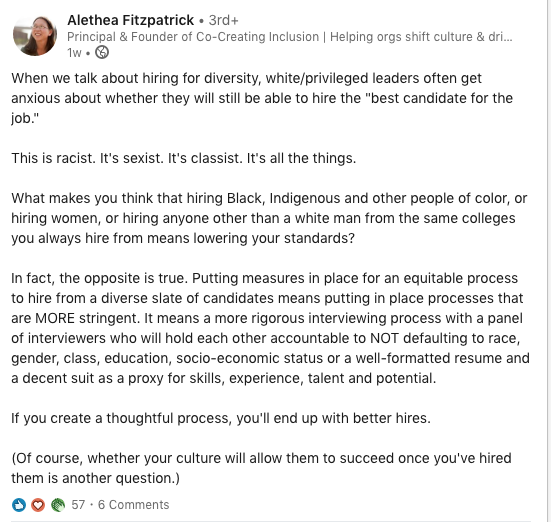 Alethea Fitzpatrick • 3rd+
Principal & Founder of Co-Creating Inclusion | Helping orgs shift culture & dri...
1w •
When we talk about hiring for diversity, white/privileged leaders often get
anxious about whether they will still be able to hire the "best candidate for the
job."
This is racist. It's sexist. It's classist. It's all the things.
What makes you think that hiring Black, Indigenous and other people of color, or
hiring women, or hiring anyone other than a white man from the same colleges
you always hire from means lowering your standards?
In fact, the opposite is true. Putting measures in place for an equitable process
to hire from a diverse slate of candidates means putting in place processes that
are MORE stringent. It means a more rigorous interviewing process with a panel
of interviewers who will hold each other accountable to NOT defaulting to race,
gender, class, education, socio-economic status or a well-formatted resume and
a decent suit as a proxy for skills, experience, talent and potential.
If you create a thoughtful process, you'll end up with better hires.
(Of course, whether your culture will allow them to succeed once you've hired
them is another question.)
57 · 6 Comments